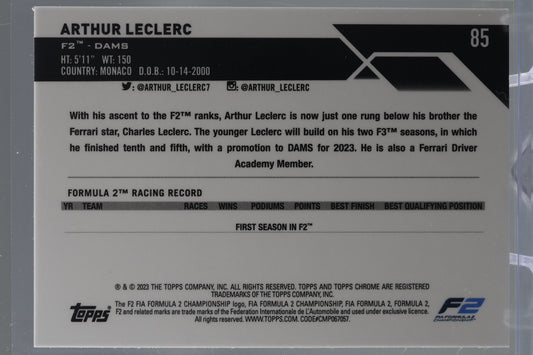 ARTHUR LECLERC
85
F2™ - DAMS
HT: 5'11" WT: 150
COUNTRY: MONACO D.O.B.: 10-14-2000
: @ARTHUR_LECLERC7 : @ARTHUR_LECLERC
With his ascent to the F2™ ranks, Arthur Leclerc is now just one rung below his brother the
Ferrari star, Charles Leclerc. The younger Leclerc will build on his two F3™ seasons, in which
he finished tenth and fifth, with a promotion to DAMS for 2023. He is also a Ferrari Driver
Academy Member.
FORMULA 2™ RACING RECORD
YR TEAM RACES WINS PODIUMS POINTS BEST FINISH BEST QUALIFYING POSITION
FIRST SEASON IN F2™
® & © 2023 THE TOPPS COMPANY, INC. ALL RIGHTS RESERVED. TOPPS AND TOPPS CHROME ARE REGISTERED
TRADEMARKS OF THE TOPPS COMPANY, INC.
The F2 FIA FORMULA 2 CHAMPIONSHIP logo, FIA FORMULA 2 CHAMPIONSHIP, FIA FORMULA 2, FORMULA 2,
F2 and related marks are trade marks of the Federation Internationale de L'Automobile and used under exclusive licence.
All rights reserved. WWW.TOPPS.COM. CODE#CMP067057.
Topps
F2
FIA FORMULA 2
CHAMPIONSHIP